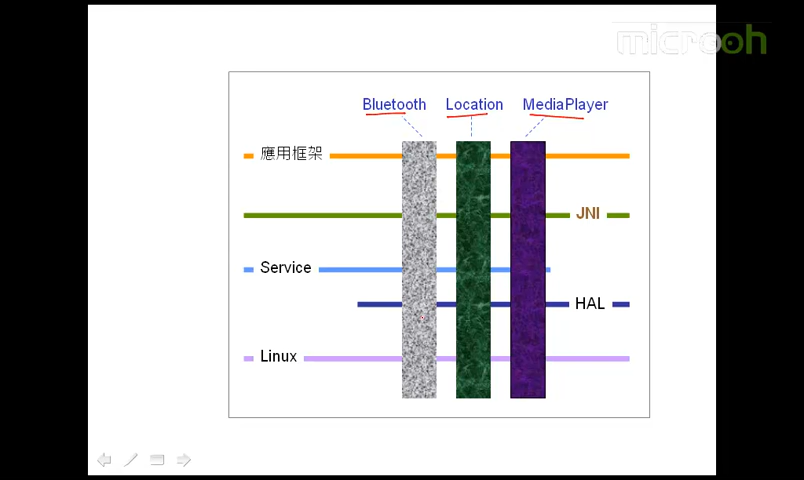 microoh
Bluetooth Location MediaPlayer
應用框架
JNI
Service
HAL
Linux